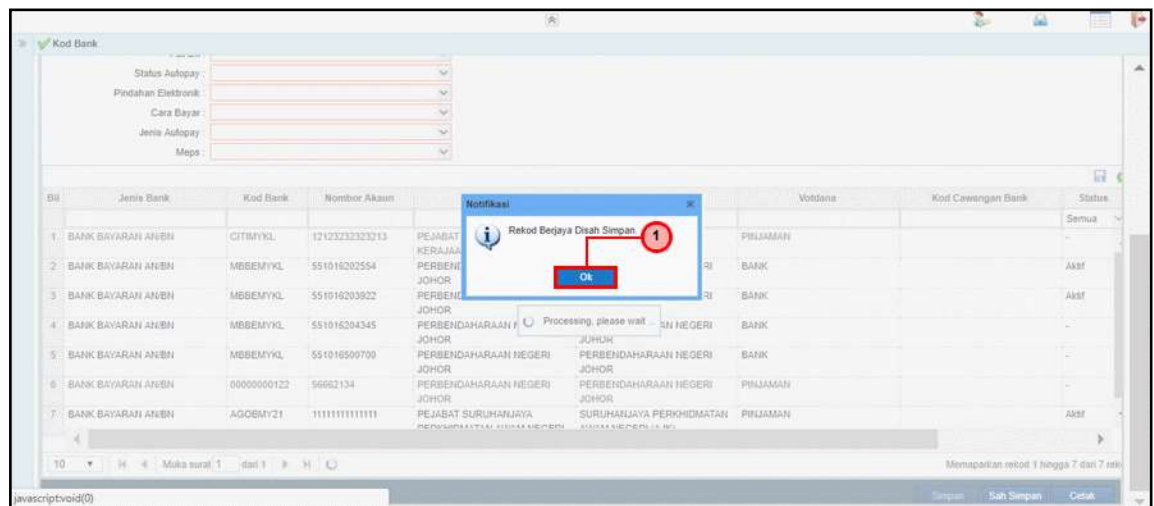 Kod Bank
Status Autopay :
Pindahan Elektronik :
Cara Bayar :
Jenis Autopay :
Meps :
Bil Jenis Bank Kod Bank Nombor Akaun Votdana Kod Cawangan Bank Status
Semua
1. BANK BAYARAN AN/BN CITIMYKL 12123232323213 PEJABAT PINJAMAN -
KERAJAA
2. BANK BAYARAN AN/BN MBBEMYKL 551016202554 PERBEND RI BANK Aktif
JOHOR
3. BANK BAYARAN AN/BN MBBEMYKL 551016203922 PERBEND RI BANK Aktif
JOHOR
4. BANK BAYARAN AN/BN MBBEMYKL 551016204345 PERBENDAHARAAN AN NEGERI BANK -
JOHOR JOHOR
5. BANK BAYARAN AN/BN MBBEMYKL 551016500700 PERBENDAHARAAN NEGERI PERBENDAHARAAN NEGERI BANK -
JOHOR JOHOR
6. BANK BAYARAN AN/BN 00000000122 56662134 PERBENDAHARAAN NEGERI PERBENDAHARAAN NEGERI PINJAMAN -
JOHOR JOHOR
7. BANK BAYARAN AN/BN AGOBMY21 PEJABAT SURUHANJAYA SURUHANJAYA PERKHIDMATAN PINJAMAN Aktif
Notifikasi
Rekod Berjaya Disah Simpan.
1
Ok
Processing, please wait ...
10 Muka surat 1 dari 1 Memaparkan rekod 1 hingga 7 dari 7 reko
javascript:void(0) Simpan Sah Simpan Cetak